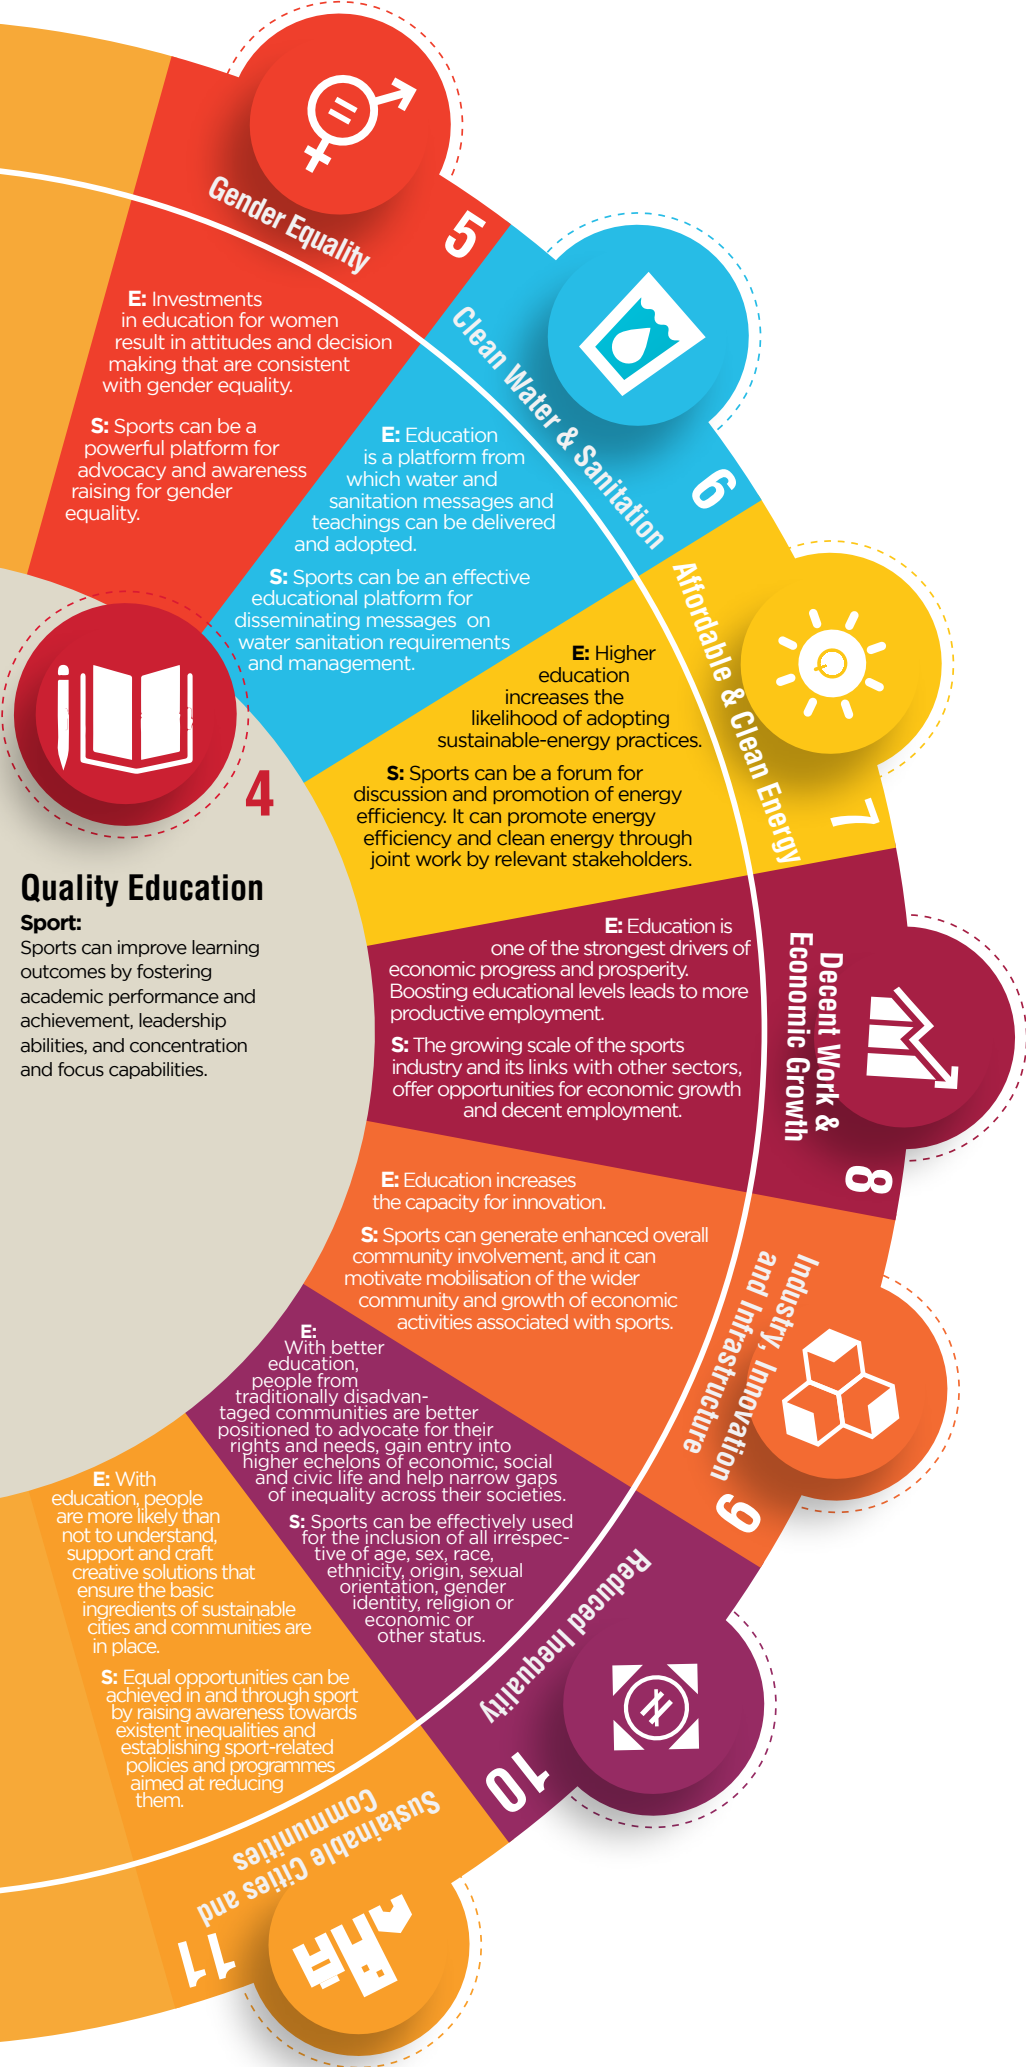 Gender Equality
5
E: Investments
in education for women
result in attitudes and decision
making that are consistent
with gender equality.
S: Sports can be a
powerful platform for
advocacy and awareness
raising for gender
equality.
Clean Water & Sanitation
6
E: Education
is a platform from
which water and
sanitation messages and
teachings can be delivered
and adopted.
S: Sports can be an effective
educational platform for
disseminating messages on
water sanitation requirements
and management.
Affordable & Clean Energy
7
E: Higher
education
increases the
likelihood of adopting
sustainable-energy practices.
S: Sports can be a forum for
discussion and promotion of energy
efficiency. It can promote energy
efficiency and clean energy through
joint work by relevant stakeholders.
4
Quality Education
Sport:
Sports can improve learning
outcomes by fostering
academic performance and
achievement, leadership
abilities, and concentration
and focus capabilities.
Decent Work &
Economic Growth
8
E: Education is
one of the strongest drivers of
economic progress and prosperity.
Boosting educational levels leads to more
productive employment.
S: The growing scale of the sports
industry and its links with other sectors,
offer opportunities for economic growth
and decent employment.
Industry, Innovation
and Infrastructure
9
E: Education increases
the capacity for innovation.
S: Sports can generate enhanced overall
community involvement, and it can
motivate mobilisation of the wider
community and growth of economic
activities associated with sports.
Reduced Inequality
10
E:
With better
education,
people from
traditionally disadvan-
taged communities are better
positioned to advocate for their
rights and needs, gain entry into
higher echelons of economic, social
and civic life and help narrow gaps
of inequality across their societies.
S: Sports can be effectively used
for the inclusion of all irrespec-
tive of age, sex, race,
ethnicity, origin, sexual
orientation, gender
identity, religion or
economic or
other status.
Sustainable Cities and
Communities
11
E: With
education, people
are more likely than
not to understand,
support and craft
creative solutions that
ensure the basic
ingredients of sustainable
cities and communities are
in place.
S: Equal opportunities can be
achieved in and through sport
by raising awareness towards
existent inequalities and
establishing sport-related
policies and programmes
aimed at reducing
them.